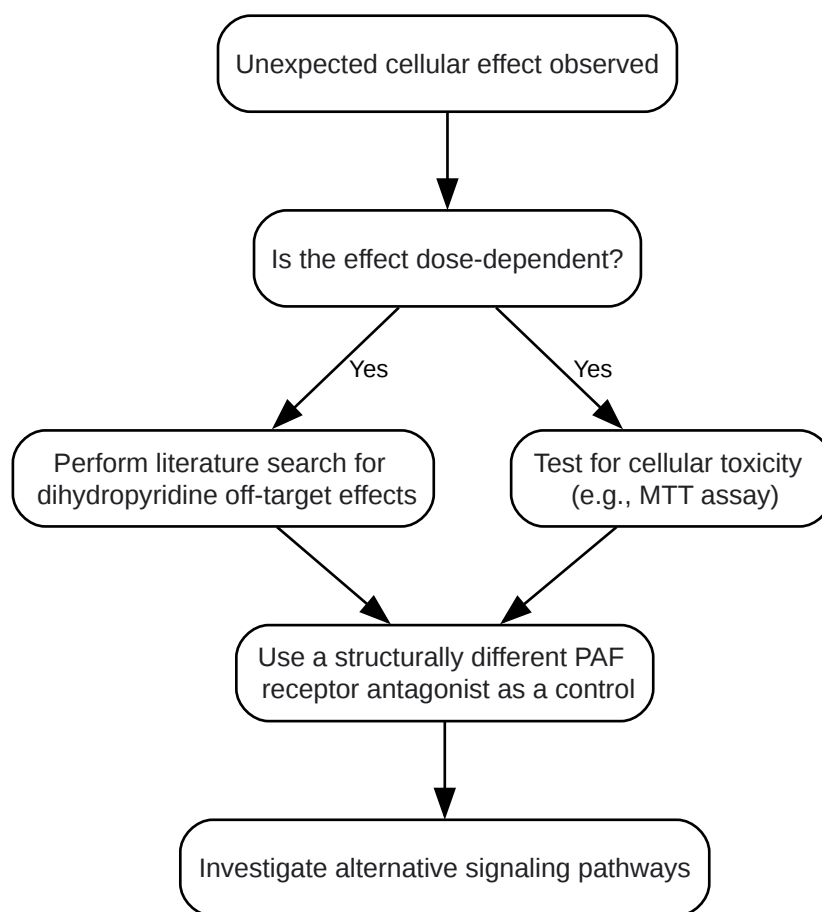 Unexpected cellular effect observed
Is the effect dose-dependent?
Yes
Yes
Perform literature search for
dihydropyridine off-target effects
Test for cellular toxicity
(e.g., MTT assay)
Use a structurally different PAF
receptor antagonist as a control
Investigate alternative signaling pathways